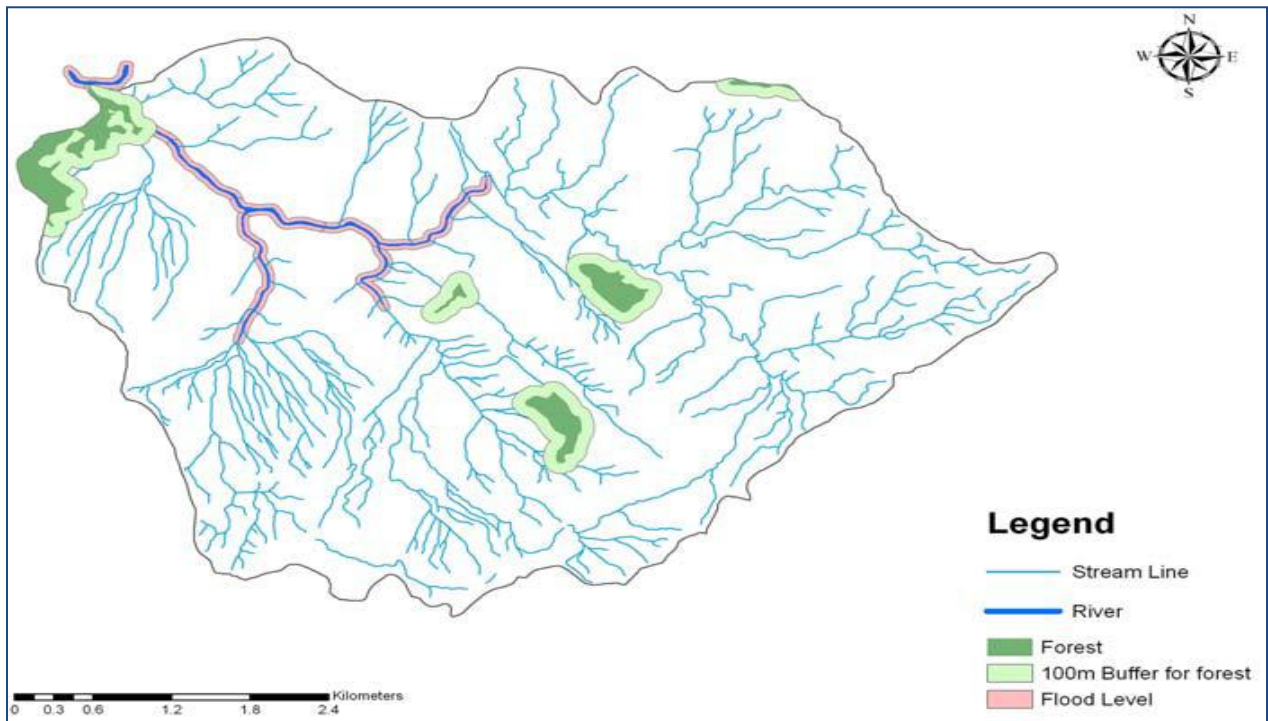 N
W E
S
Legend
Stream Line
River
Forest
100m Buffer for forest
Flood Level
Kilometers
0 0.3 0.6 1.2 1.8 2.4